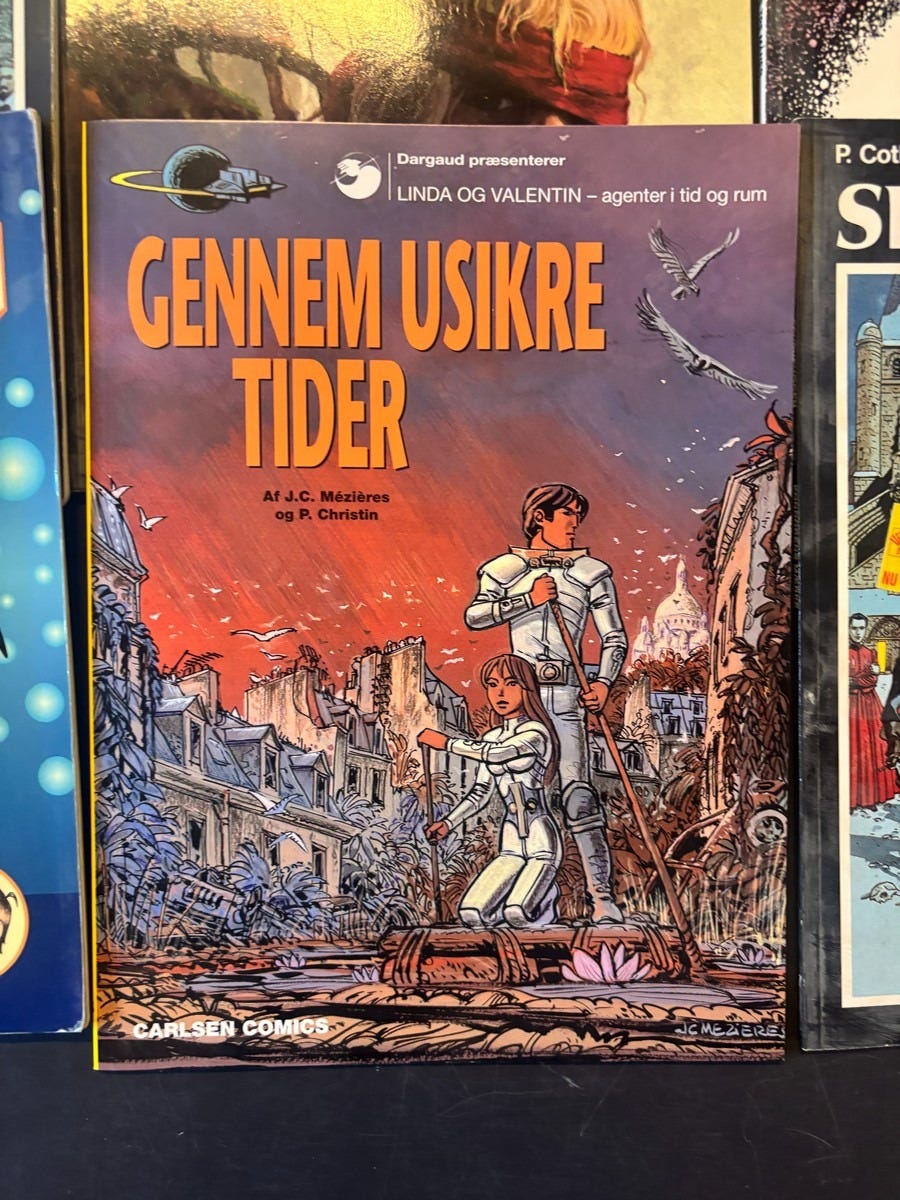 Dargaud præsenterer
LINDA OG VALENTIN – agenter i tid og rum
GENNEM USIKRE
TIDER
Af J.C. Mézières
og P. Christin
CARLSEN COMICS
JC MEZIERES
P. Cot
NU